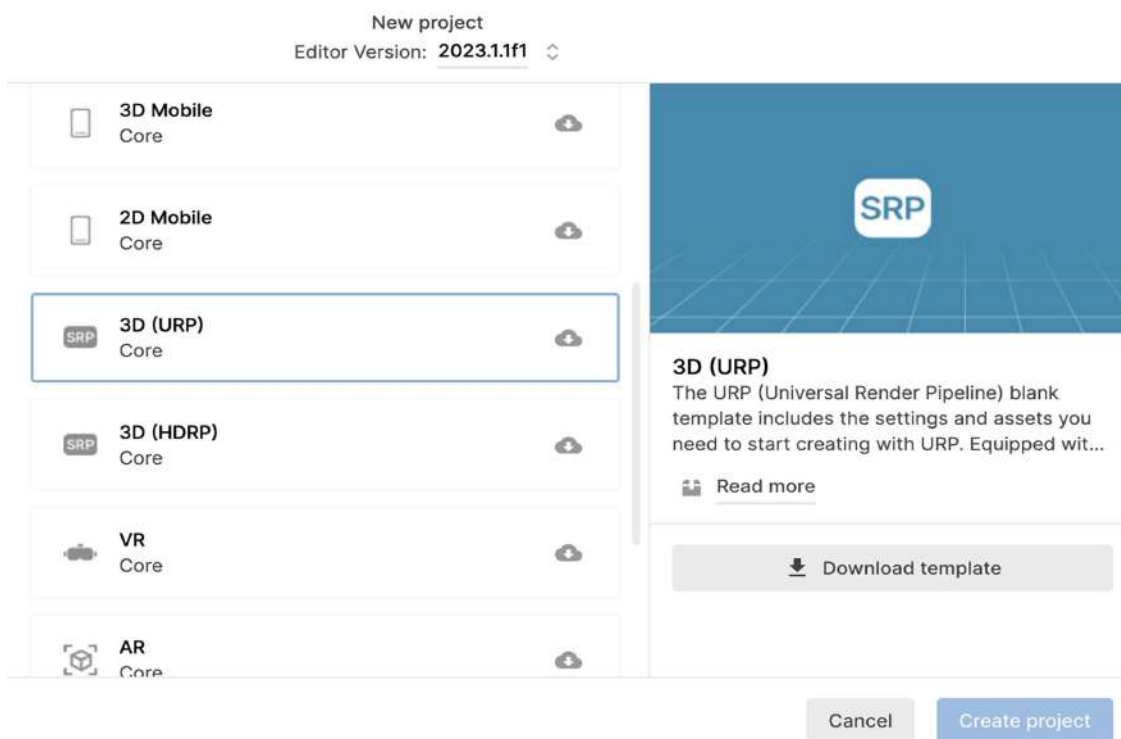 New project
Editor Version: 2023.1.1f1
3D Mobile
Core
2D Mobile
Core
SRP
3D (URP)
Core
SRP
3D (HDRP)
Core
VR
Core
AR
Core
SRP
3D (URP)
The URP (Universal Render Pipeline) blank
template includes the settings and assets you
need to start creating with URP. Equipped wit...
Read more
Download template
Cancel
Create project